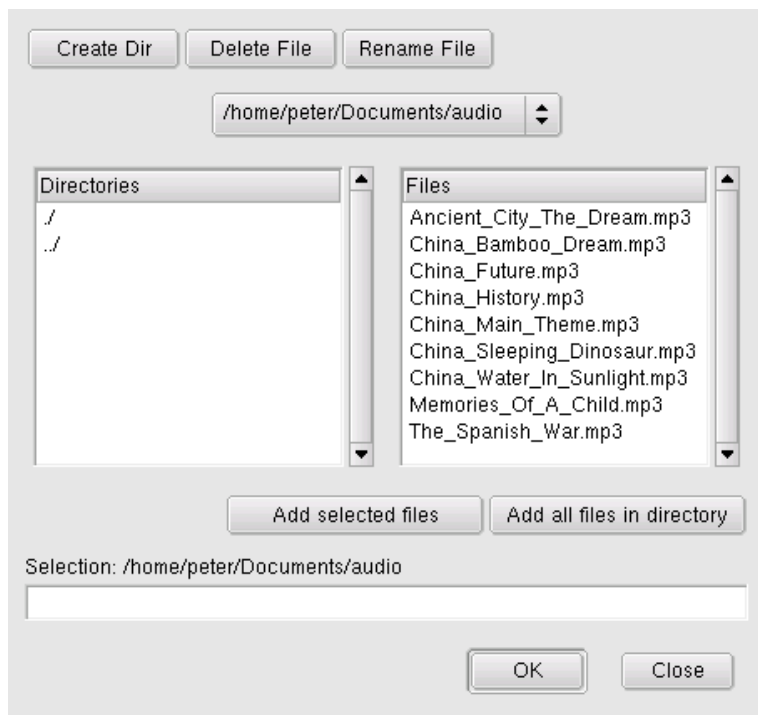 Create Dir Delete File Rename File
/home/peter/Documents/audio
Directories
./
../
Files
Ancient_City_The_Dream.mp3
China_Bamboo_Dream.mp3
China_Future.mp3
China_History.mp3
China_Main_Theme.mp3
China_Sleeping_Dinosaur.mp3
China_Water_In_Sunlight.mp3
Memories_Of_A_Child.mp3
The_Spanish_War.mp3
Add selected files Add all files in directory
Selection: /home/peter/Documents/audio
OK Close